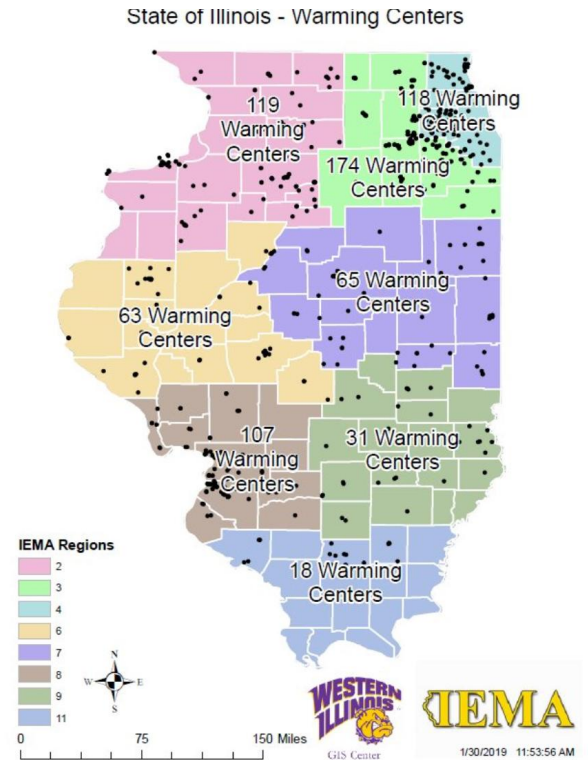 State of Illinois - Warming Centers
119
Warming
Centers
118 Warming
Centers
174 Warming
Centers
65 Warming
Centers
63 Warming
Centers
107
Warming
Centers
31 Warming
Centers
18 Warming
Centers
IEMA Regions
2
3
4
6
7
8
9
11
N
W E
S
0 75 150 Miles
WESTERN
ILLINOIS
GIS Center
IEMA
1/30/2019 11:53:56 AM